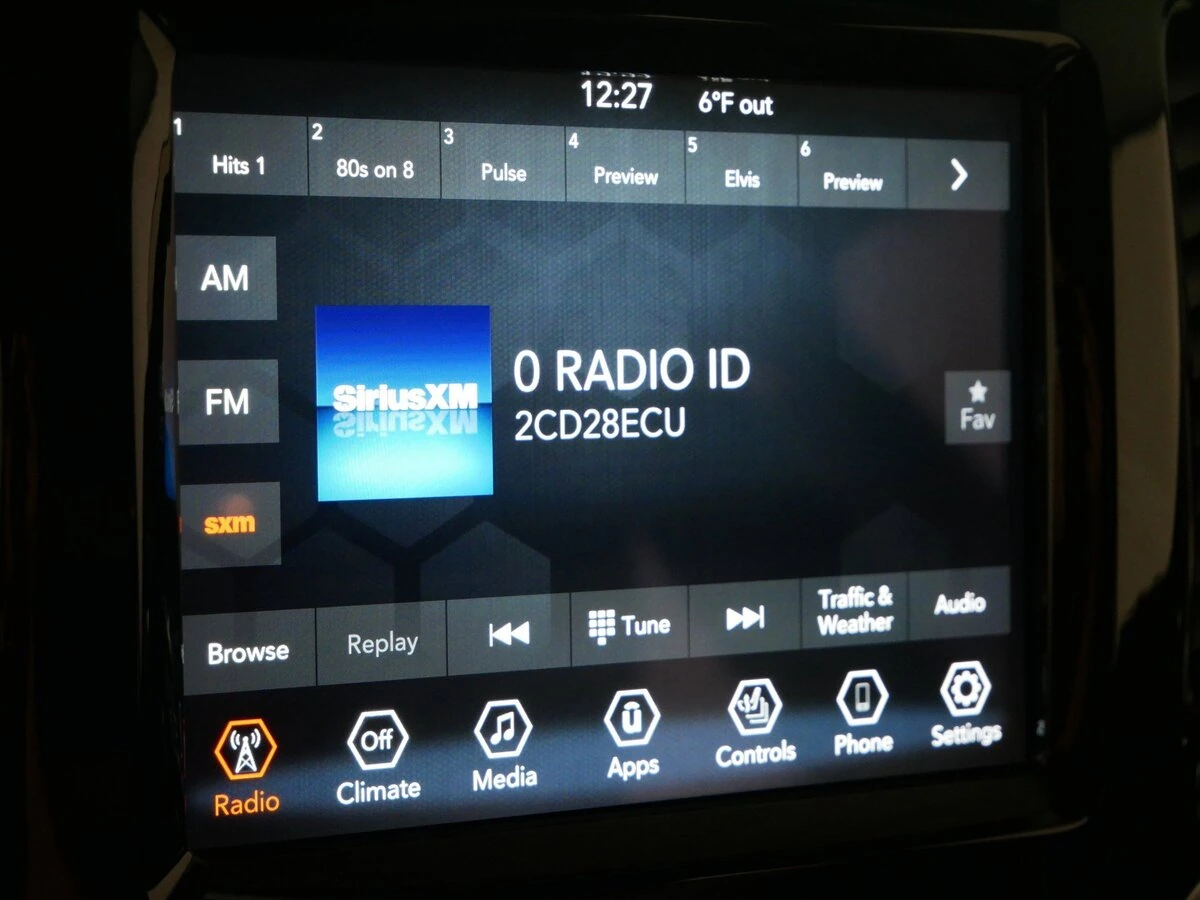 12:27 6°F out
1 2 3 4 5 6
Hits 1 80s on 8 Pulse Preview Elvis Preview
AM
FM
sxm
SiriusXM
0 RADIO ID
2CD28ECU
Fav
Browse Replay Tune Traffic & Weather Audio
Off
Radio Climate Media Apps Controls Phone Settings